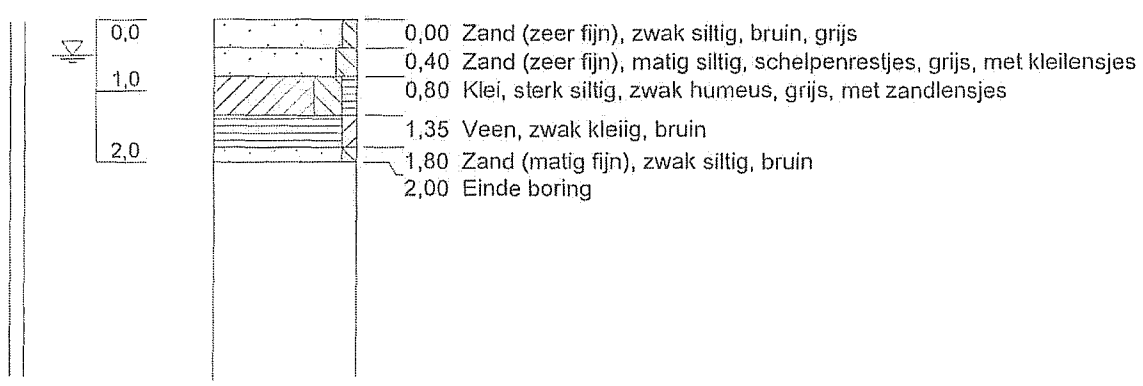 0,0
1,0
2,0
0,00 Zand (zeer fijn), zwak siltig, bruin, grijs
0,40 Zand (zeer fijn), matig siltig, schelpenrestjes, grijs, met kleilensjes
0,80 Klei, sterk siltig, zwak humeus, grijs, met zandlensjes
1,35 Veen, zwak kleiig, bruin
1,80 Zand (matig fijn), zwak siltig, bruin
2,00 Einde boring